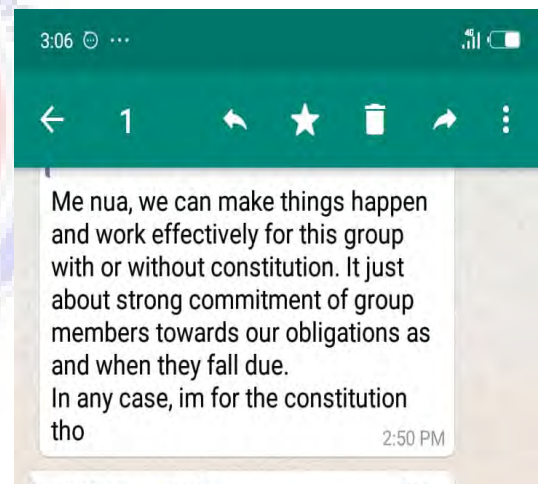 3:06 ...
4G
1
Me nua, we can make things happen
and work effectively for this group
with or without constitution. It just
about strong commitment of group
members towards our obligations as
and when they fall due.
In any case, im for the constitution
tho
2:50 PM